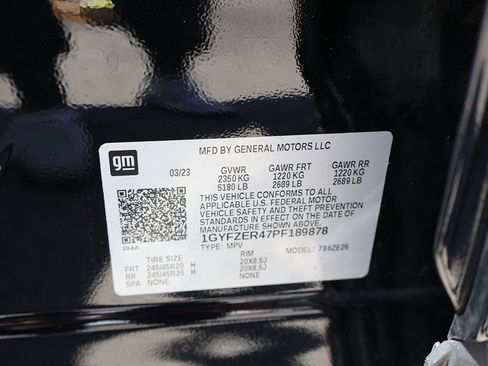 MFD BY GENERAL MOTORS LLC
gm
03/23 GVWR GAWR FRT GAWR RR
2350 KG 1220 KG 1220 KG
5180 LB 2689 LB 2689 LB
THIS VEHICLE CONFORMS TO ALL
APPLICABLE U.S. FEDERAL MOTOR
VEHICLE SAFETY AND THEFT PREVENTION
STANDARDS IN EFFECT ON THE DATE OF
MANUFACTURE SHOWN ABOVE.
1GYFZER47PF189878
384A TYPE: MPV MODEL: 7B6ZE26
TIRE SIZE RIM
FRT 245/45R20 H 20X8.5J
RR 245/45R20 H 20X8.5J
SPA NONE NONE